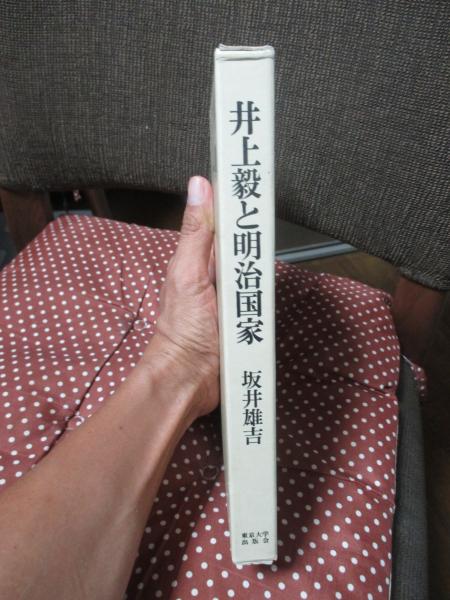 井上毅と明治国家
坂井雄吉
東京大学
出版会